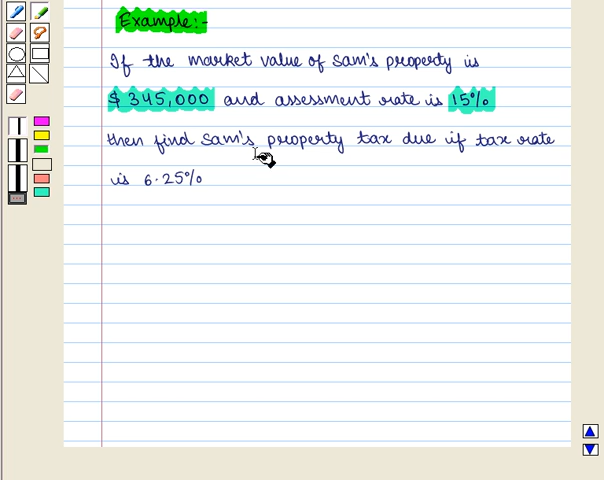 Example:-
If the market value of Sam's property is
$345,000 and assessment rate is 15%
then find Sam's property tax due if tax rate
is 6.25%